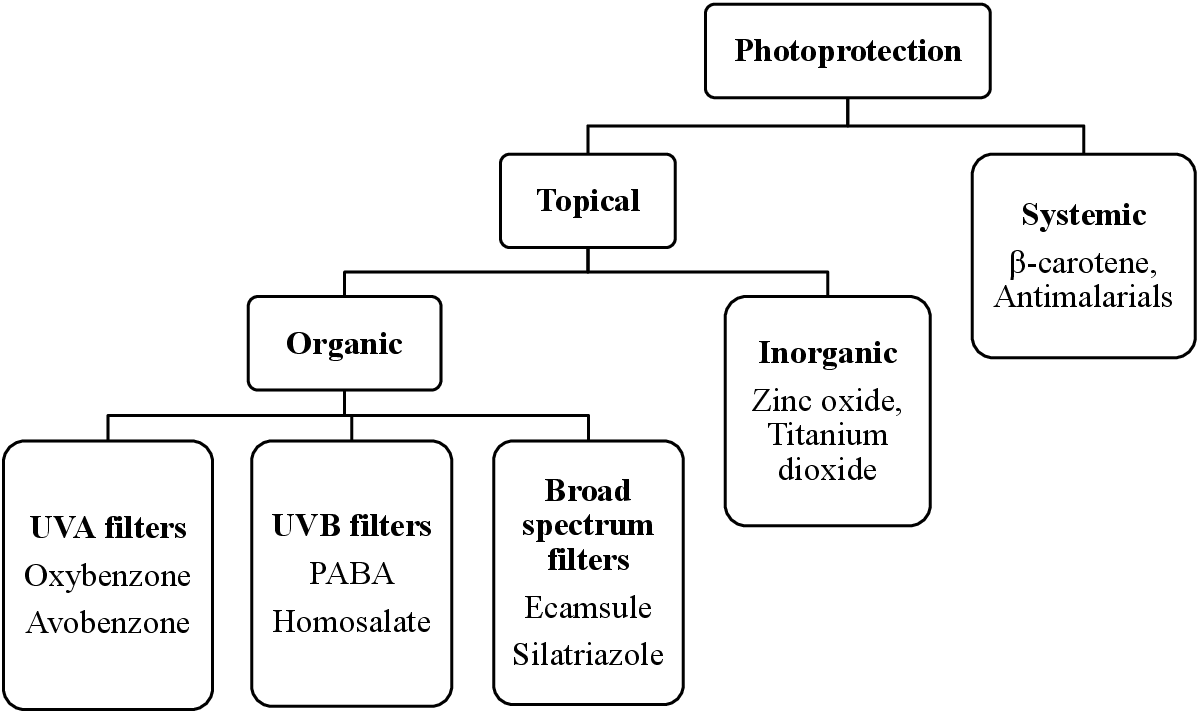 Photoprotection
Topical
Systemic
β-carotene,
Antimalarials
Organic
Inorganic
Zinc oxide,
Titanium
dioxide
UVA filters
Oxybenzone
Avobenzone
UVB filters
PABA
Homosalate
Broad
spectrum
filters
Ecamsule
Silatriazole